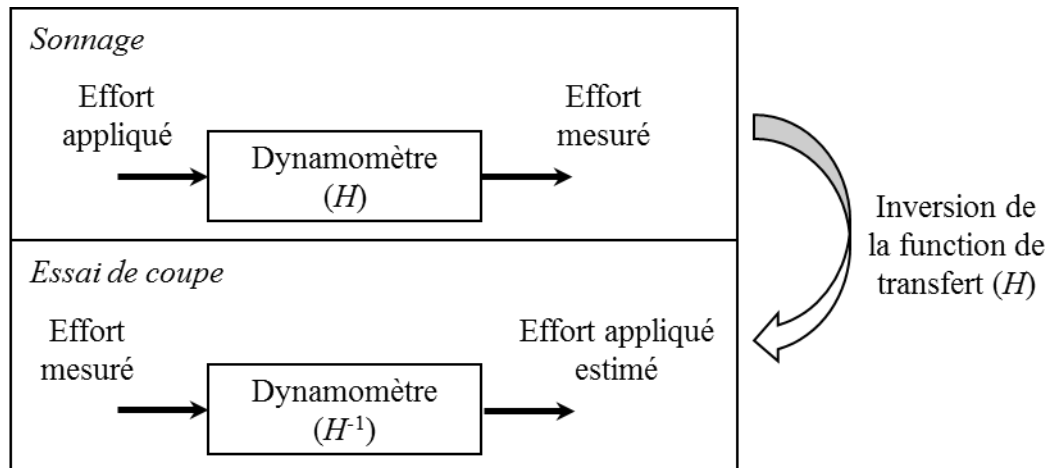 Sonnage
Effort
appliqué
Dynamomètre
(H)
Effort
mesuré
Inversion de
la function de
transfert (H)
Essai de coupe
Effort
mesuré
Dynamomètre
(H⁻¹)
Effort appliqué
estimé